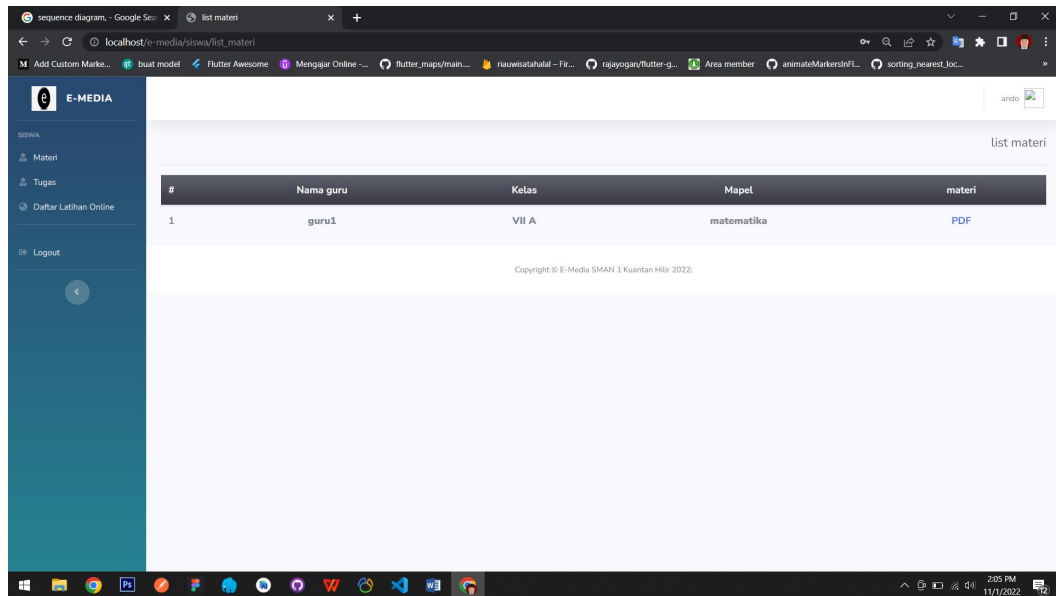 sequence diagram, - Google Sea
list materi
localhost/e-media/siswa/list_materi
Add Custom Marke... buat model Flutter Awesome Mengajar Online -... flutter_maps/main.... riauwisatahalal – Fir... rajayogan/flutter-g... Area member animateMarkersInFl... sorting_nearest_loc... »
E-MEDIA
ando
SISWA
Materi
Tugas
Daftar Latihan Online
Logout
list materi
# Nama guru Kelas Mapel materi
1 guru1 VII A matematika PDF
Copyright © E-Media SMAN 1 Kuantan Hilir 2022;
2:05 PM
11/1/2022
12